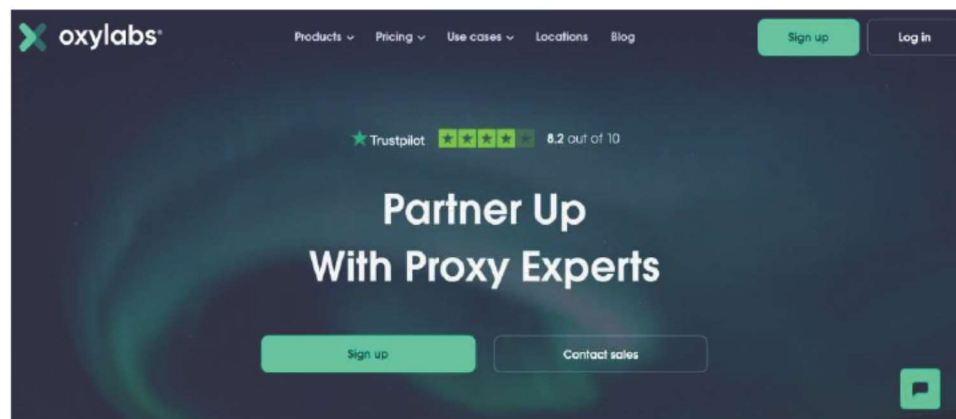 oxylabs®
Products Pricing Use cases Locations Blog
Sign up
Log in
Trustpilot 8.2 out of 10
Partner Up
With Proxy Experts
Sign up
Contact sales